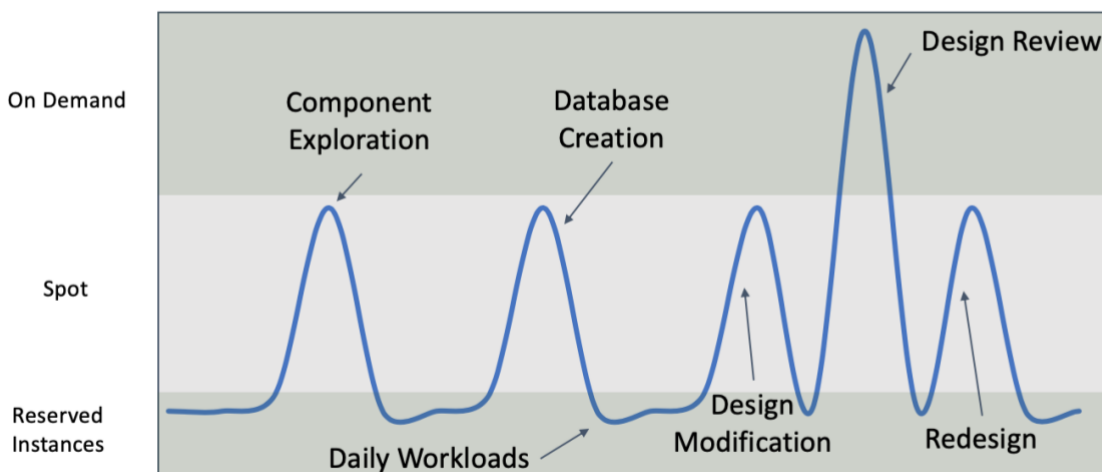 Design Review
On Demand
Component
Exploration
Database
Creation
Spot
Reserved
Instances
Daily Workloads
Design
Modification
Redesign